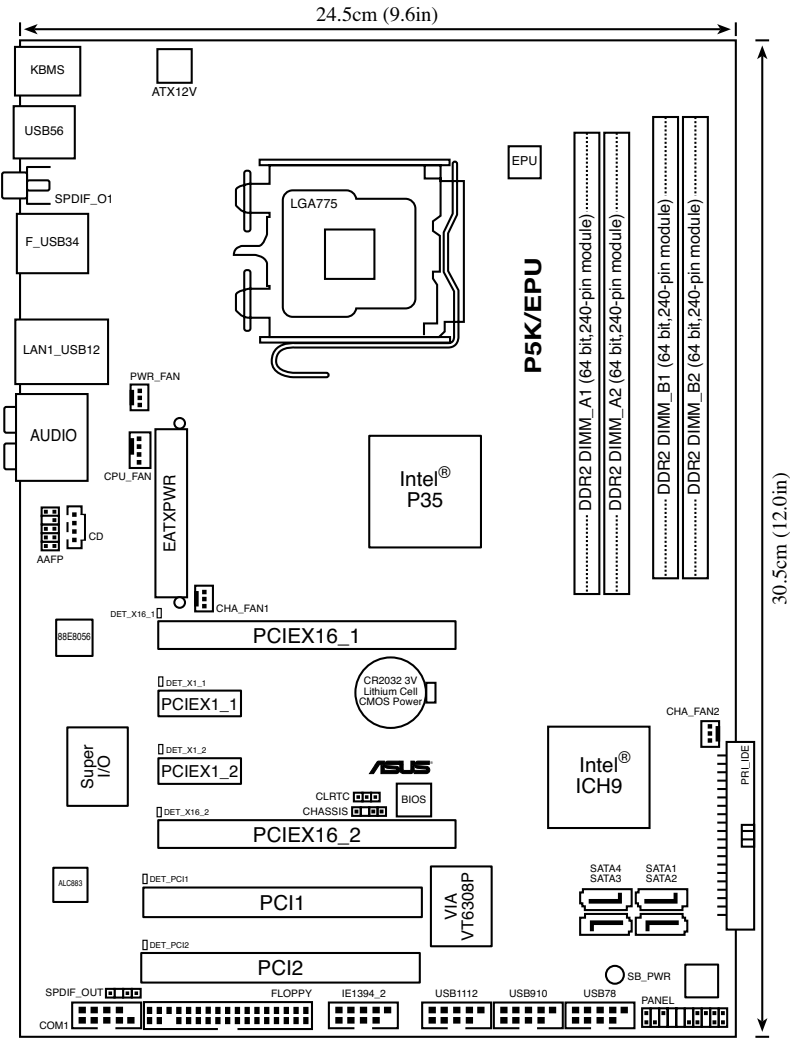 24.5cm (9.6in)
KBMS
ATX12V
USB56
EPU
SPDIF_O1
LGA775
F_USB34
P5K/EPU
DDR2 DIMM_A1 (64 bit,240-pin module)
DDR2 DIMM_A2 (64 bit,240-pin module)
DDR2 DIMM_B1 (64 bit,240-pin module)
DDR2 DIMM_B2 (64 bit,240-pin module)
30.5cm (12.0in)
LAN1_USB12
PWR_FAN
AUDIO
CPU_FAN
EATXPWR
Intel®
P35
CD
AAFP
CHA_FAN1
DET_X16_1
PCIEX16_1
88E8056
DET_X1_1
PCIEX1_1
CR2032 3V
Lithium Cell
CMOS Power
CHA_FAN2
Super
I/O
DET_X1_2
PCIEX1_2
ASUS
Intel®
ICH9
PRI_IDE
CLRTC
CHASSIS
BIOS
DET_X16_2
PCIEX16_2
ALC883
DET_PCI1
PCI1
VIA
VT6308P
SATA4
SATA3
SATA1
SATA2
DET_PCI2
PCI2
SB_PWR
SPDIF_OUT
FLOPPY
IE1394_2
USB1112
USB910
USB78
PANEL
COM1